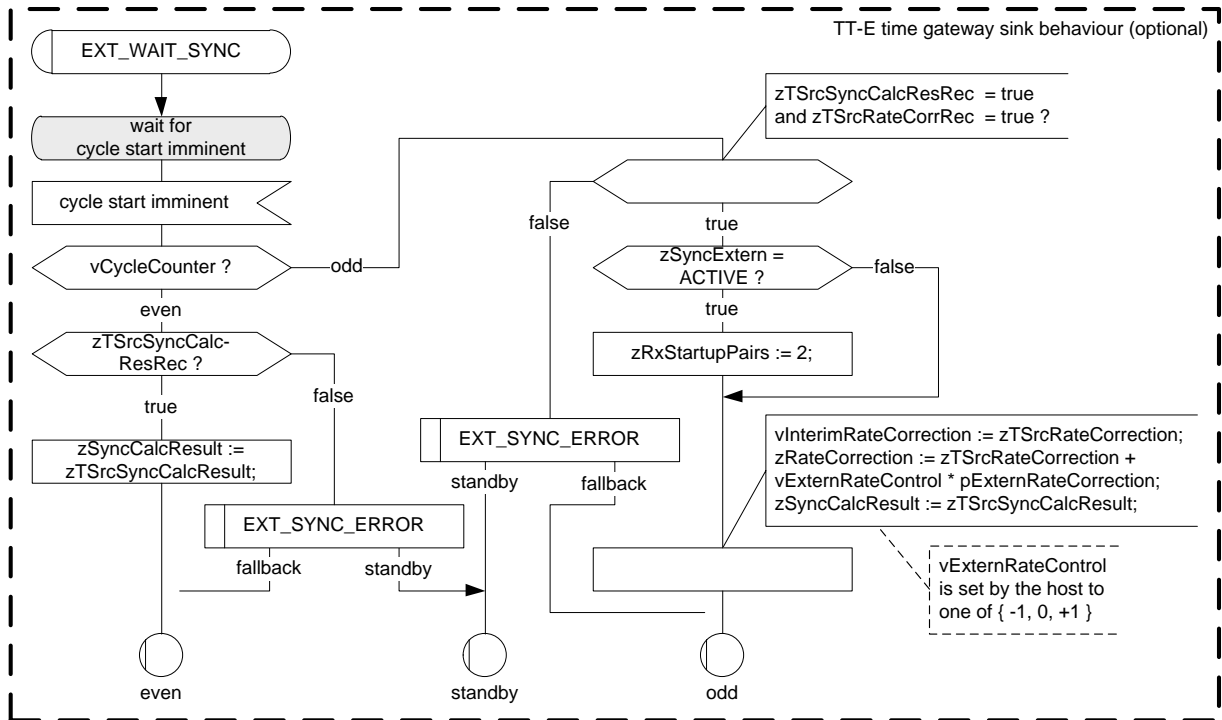 TT-E time gateway sink behaviour (optional)
EXT_WAIT_SYNC
wait for
cycle start imminent
cycle start imminent
vCycleCounter ?
odd
even
zTSrcSyncCalc-
ResRec ?
false
true
zSyncCalcResult :=
zTSrcSyncCalcResult;
EXT_SYNC_ERROR
fallback
standby
even
zTSrcSyncCalcResRec = true
and zTSrcRateCorrRec = true ?
false
true
zSyncExtern =
ACTIVE ?
false
true
zRxStartupPairs := 2;
EXT_SYNC_ERROR
standby
fallback
vInterimRateCorrection := zTSrcRateCorrection;
zRateCorrection := zTSrcRateCorrection +
vExternRateControl * pExternRateCorrection;
zSyncCalcResult := zTSrcSyncCalcResult;
vExternRateControl
is set by the host to
one of { -1, 0, +1 }
standby
odd